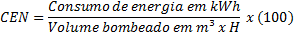 CEN = Consumo de energia em kWh / Volume bombeado em m³ x H x (100)